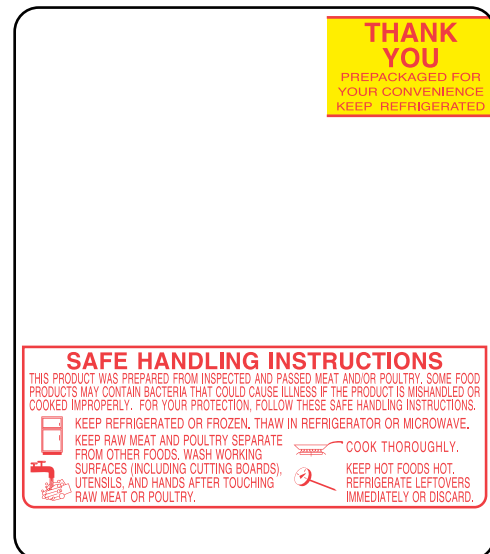 THANK
YOU
PREPACKAGED FOR
YOUR CONVENIENCE
KEEP REFRIGERATED
SAFE HANDLING INSTRUCTIONS
THIS PRODUCT WAS PREPARED FROM INSPECTED AND PASSED MEAT AND/OR POULTRY. SOME FOOD
PRODUCTS MAY CONTAIN BACTERIA THAT COULD CAUSE ILLNESS IF THE PRODUCT IS MISHANDLED OR
COOKED IMPROPERLY. FOR YOUR PROTECTION, FOLLOW THESE SAFE HANDLING INSTRUCTIONS.
KEEP REFRIGERATED OR FROZEN. THAW IN REFRIGERATOR OR MICROWAVE.
KEEP RAW MEAT AND POULTRY SEPARATE
FROM OTHER FOODS. WASH WORKING
SURFACES (INCLUDING CUTTING BOARDS),
UTENSILS, AND HANDS AFTER TOUCHING
RAW MEAT OR POULTRY.
COOK THOROUGHLY.
KEEP HOT FOODS HOT.
REFRIGERATE LEFTOVERS
IMMEDIATELY OR DISCARD.